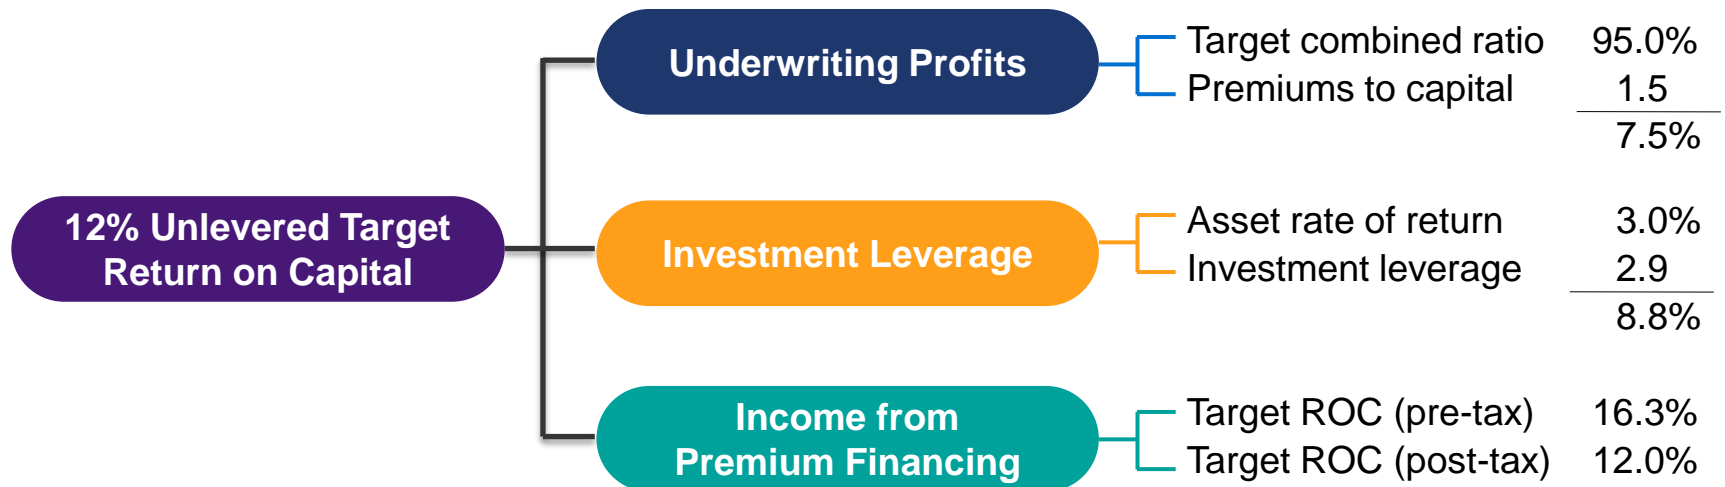 12% Unlevered Target
Return on Capital
Underwriting Profits
Target combined ratio 95.0%
Premiums to capital 1.5
7.5%
Investment Leverage
Asset rate of return 3.0%
Investment leverage 2.9
8.8%
Income from
Premium Financing
Target ROC (pre-tax) 16.3%
Target ROC (post-tax) 12.0%